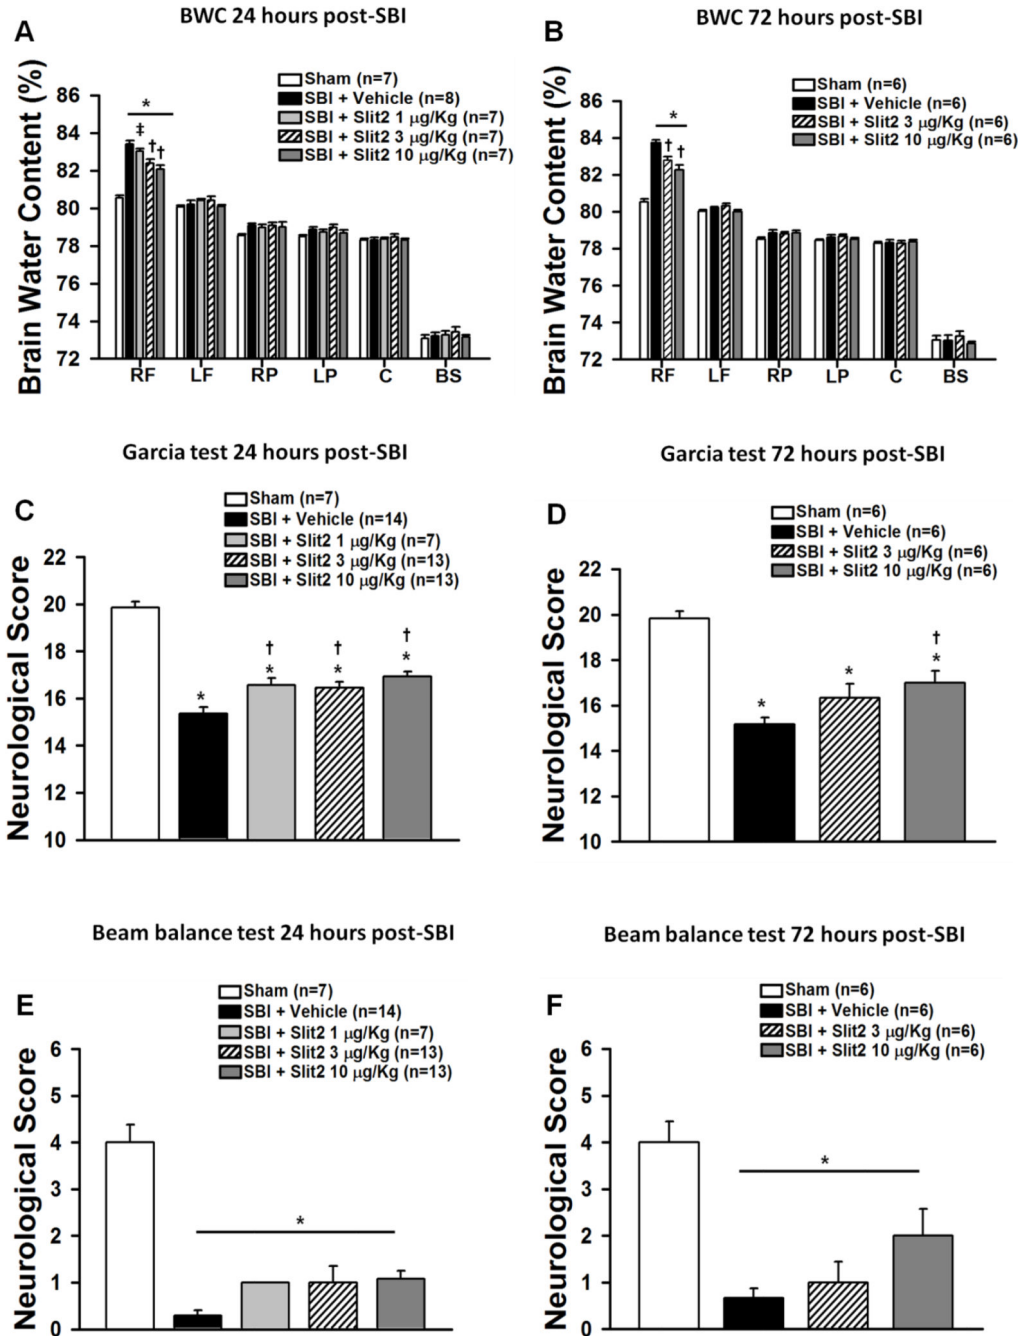 BWC 24 hours post-SBI
A
Sham (n=7)
SBI + Vehicle (n=8)
SBI + Slit2 1 μg/Kg (n=7)
SBI + Slit2 3 μg/Kg (n=7)
SBI + Slit2 10 μg/Kg (n=7)
Brain Water Content (%)
86
84
82
80
78
76
74
72
*
‡
†
†
RF LF RP LP C BS
BWC 72 hours post-SBI
B
Sham (n=6)
SBI + Vehicle (n=6)
SBI + Slit2 3 μg/Kg (n=6)
SBI + Slit2 10 μg/Kg (n=6)
Brain Water Content (%)
86
84
82
80
78
76
74
72
*
†
†
RF LF RP LP C BS
Garcia test 24 hours post-SBI
C
Sham (n=7)
SBI + Vehicle (n=14)
SBI + Slit2 1 μg/Kg (n=7)
SBI + Slit2 3 μg/Kg (n=13)
SBI + Slit2 10 μg/Kg (n=13)
Neurological Score
22
20
18
16
14
12
10
† † †
* * * *
Garcia test 72 hours post-SBI
D
Sham (n=6)
SBI + Vehicle (n=6)
SBI + Slit2 3 μg/Kg (n=6)
SBI + Slit2 10 μg/Kg (n=6)
Neurological Score
22
20
18
16
14
12
10
†
* * *
Beam balance test 24 hours post-SBI
E
Sham (n=7)
SBI + Vehicle (n=14)
SBI + Slit2 1 μg/Kg (n=7)
SBI + Slit2 3 μg/Kg (n=13)
SBI + Slit2 10 μg/Kg (n=13)
Neurological Score
6
5
4
3
2
1
0
*
Beam balance test 72 hours post-SBI
F
Sham (n=6)
SBI + Vehicle (n=6)
SBI + Slit2 3 μg/Kg (n=6)
SBI + Slit2 10 μg/Kg (n=6)
Neurological Score
6
5
4
3
2
1
0
*